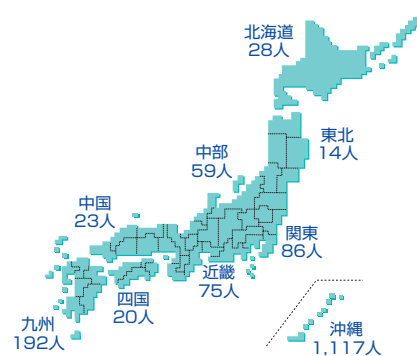 北海道
28人
東北
14人
中部
59人
中国
23人
関東
86人
近畿
75人
四国
20人
九州
192人
沖縄
1,117人